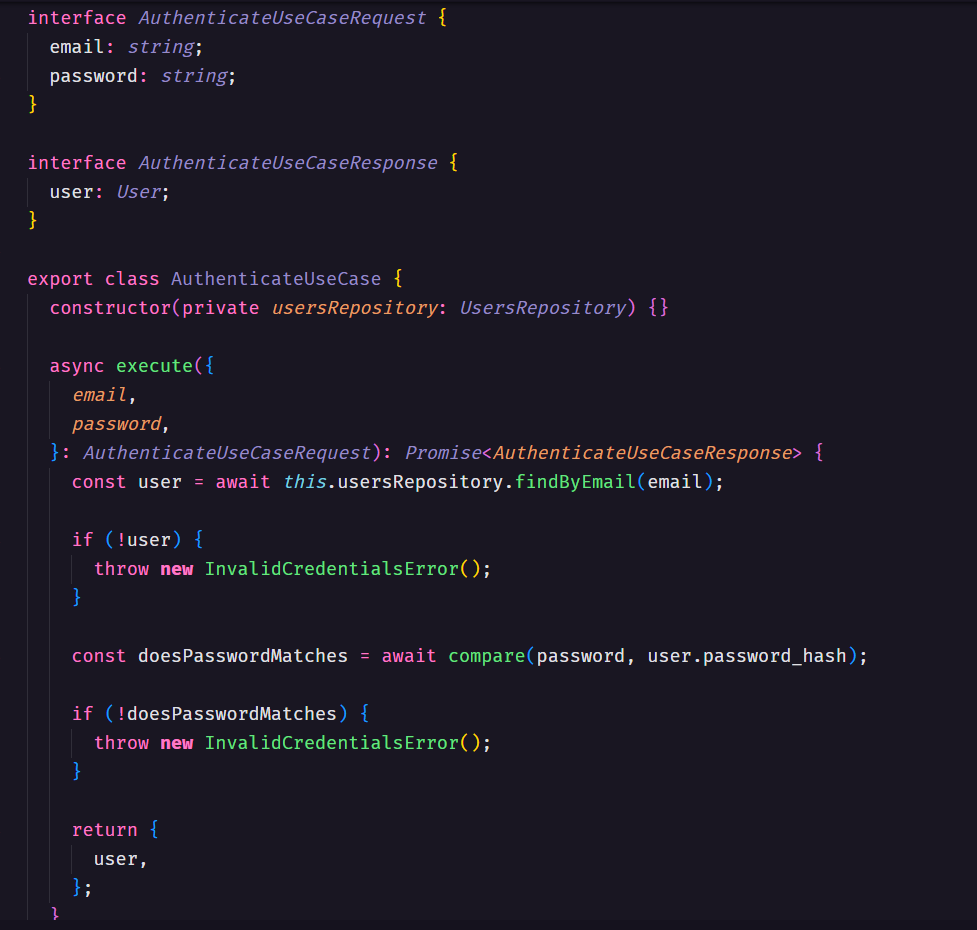 interface AuthenticateUseCaseRequest {
  email: string;
  password: string;
}

interface AuthenticateUseCaseResponse {
  user: User;
}

export class AuthenticateUseCase {
  constructor(private usersRepository: UsersRepository) {}

  async execute({
    email,
    password,
  }: AuthenticateUseCaseRequest): Promise<AuthenticateUseCaseResponse> {
    const user = await this.usersRepository.findByEmail(email);

    if (!user) {
      throw new InvalidCredentialsError();
    }

    const doesPasswordMatches = await compare(password, user.password_hash);

    if (!doesPasswordMatches) {
      throw new InvalidCredentialsError();
    }

    return {
      user,
    };
  }